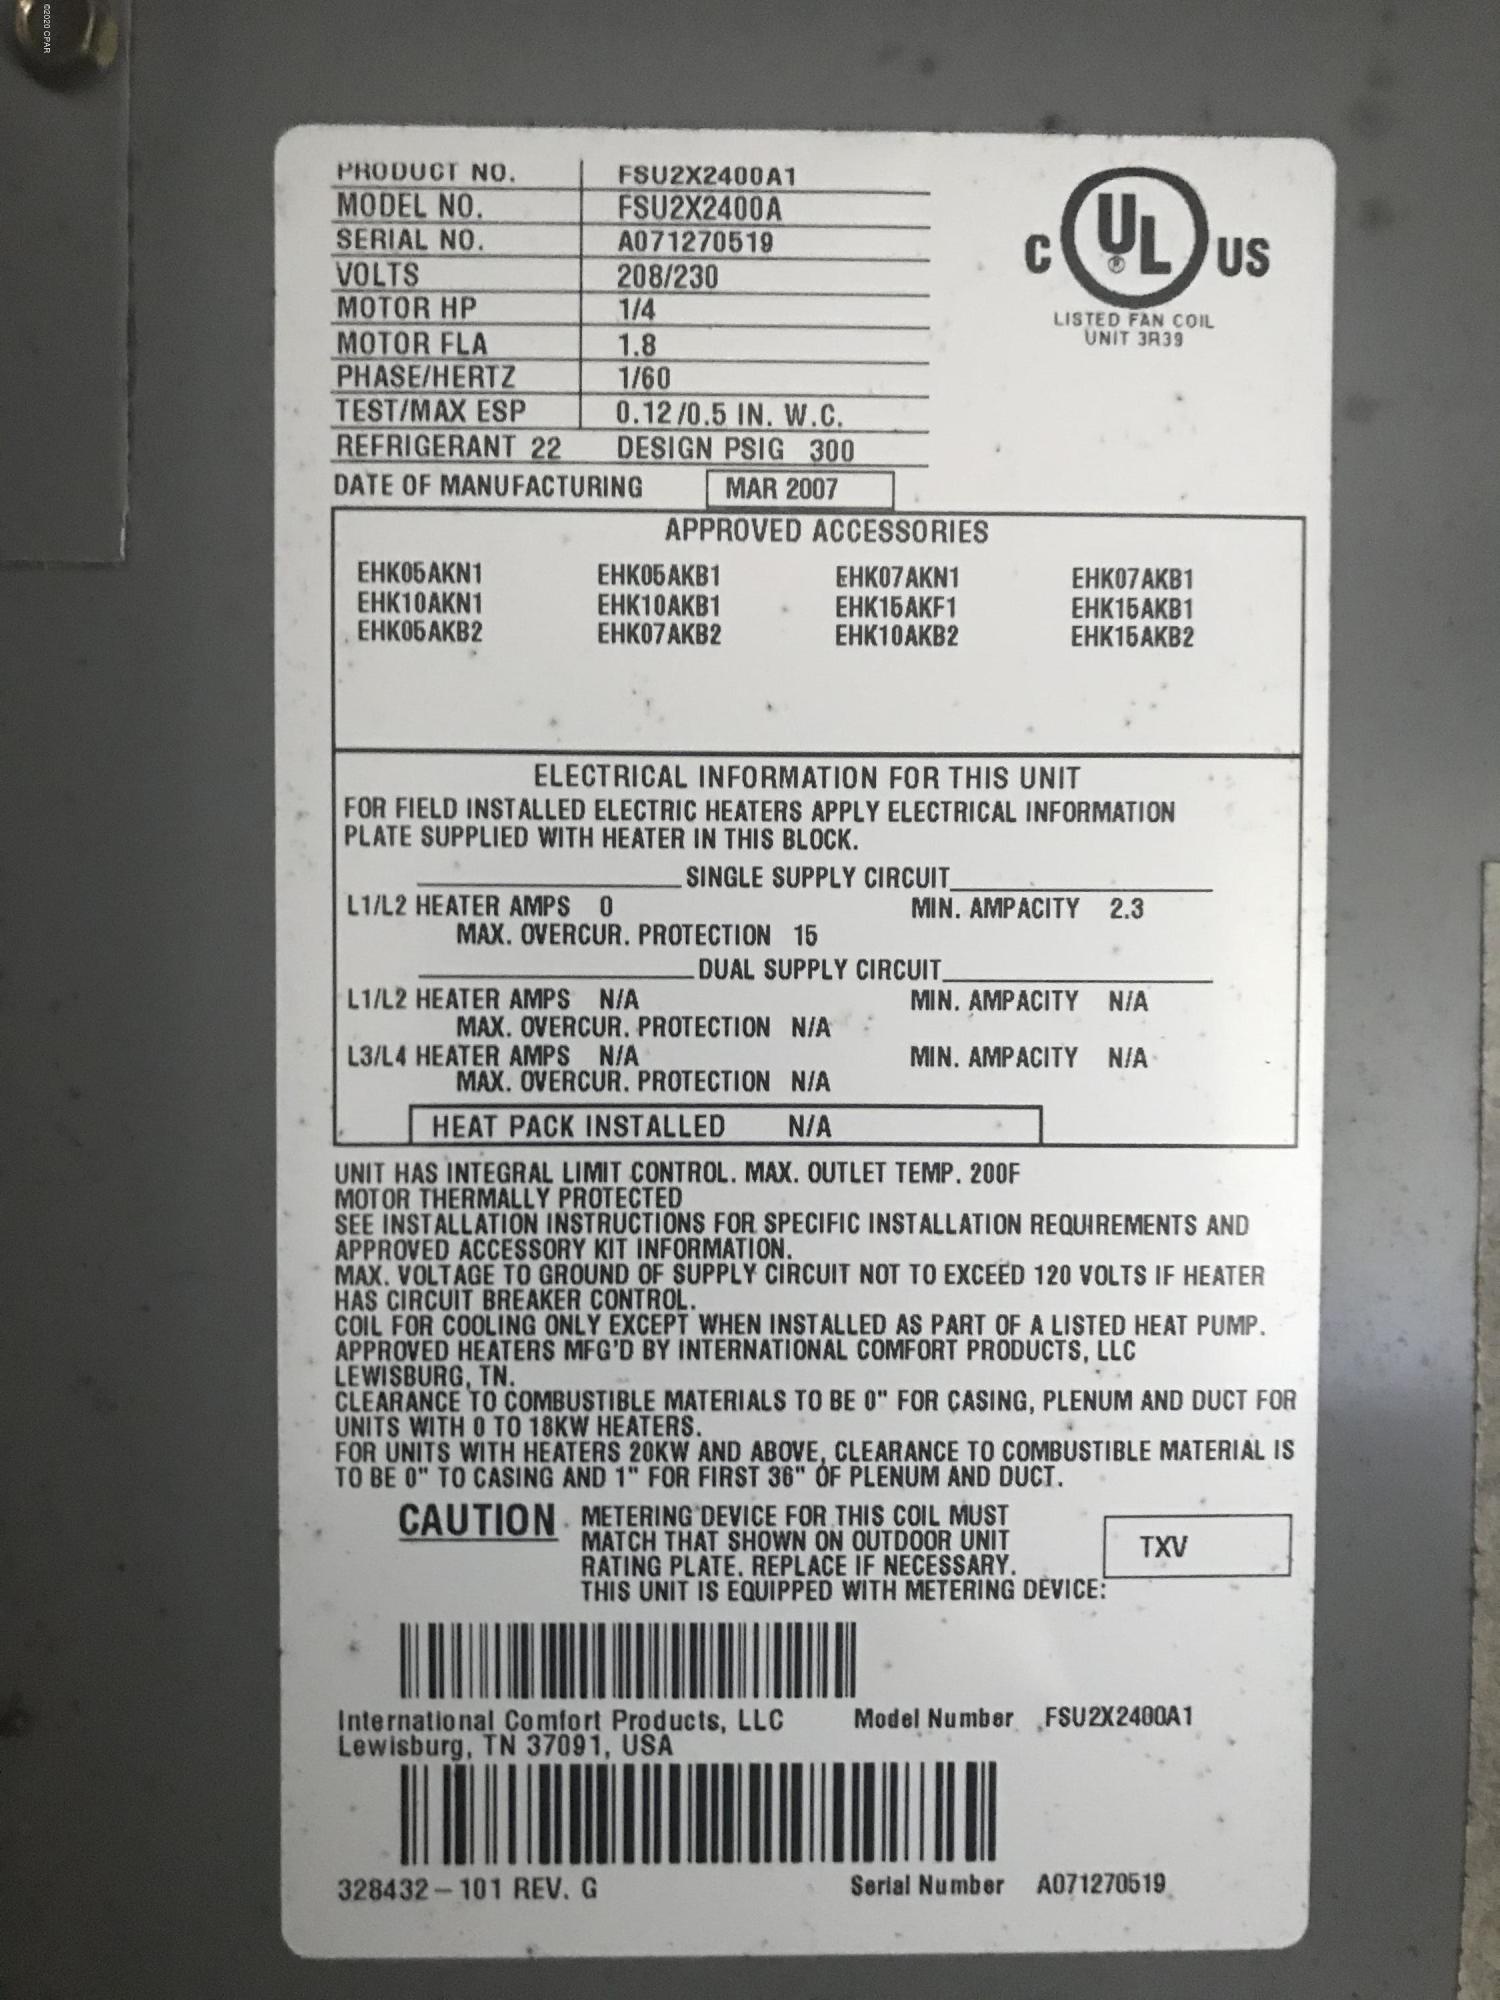 ©2020 CPAR
PRODUCT NO. FSU2X2400A1
MODEL NO. FSU2X2400A
SERIAL NO. A071270519
VOLTS 208/230
MOTOR HP 1/4
MOTOR FLA 1.8
PHASE/HERTZ 1/60
TEST/MAX ESP 0.12/0.5 IN. W.C.
REFRIGERANT 22 DESIGN PSIG 300
DATE OF MANUFACTURING MAR 2007
C UL® US
LISTED FAN COIL
UNIT 3R39
APPROVED ACCESSORIES
EHK05AKN1 EHK05AKB1 EHK07AKN1 EHK07AKB1
EHK10AKN1 EHK10AKB1 EHK15AKF1 EHK15AKB1
EHK05AKB2 EHK07AKB2 EHK10AKB2 EHK15AKB2
ELECTRICAL INFORMATION FOR THIS UNIT
FOR FIELD INSTALLED ELECTRIC HEATERS APPLY ELECTRICAL INFORMATION
PLATE SUPPLIED WITH HEATER IN THIS BLOCK.
SINGLE SUPPLY CIRCUIT
L1/L2 HEATER AMPS 0 MIN. AMPACITY 2.3
MAX. OVERCUR. PROTECTION 15
DUAL SUPPLY CIRCUIT
L1/L2 HEATER AMPS N/A MIN. AMPACITY N/A
MAX. OVERCUR. PROTECTION N/A
L3/L4 HEATER AMPS N/A MIN. AMPACITY N/A
MAX. OVERCUR. PROTECTION N/A
HEAT PACK INSTALLED N/A
UNIT HAS INTEGRAL LIMIT CONTROL. MAX. OUTLET TEMP. 200F
MOTOR THERMALLY PROTECTED
SEE INSTALLATION INSTRUCTIONS FOR SPECIFIC INSTALLATION REQUIREMENTS AND
APPROVED ACCESSORY KIT INFORMATION.
MAX. VOLTAGE TO GROUND OF SUPPLY CIRCUIT NOT TO EXCEED 120 VOLTS IF HEATER
HAS CIRCUIT BREAKER CONTROL.
COIL FOR COOLING ONLY EXCEPT WHEN INSTALLED AS PART OF A LISTED HEAT PUMP.
APPROVED HEATERS MFG'D BY INTERNATIONAL COMFORT PRODUCTS, LLC
LEWISBURG, TN.
CLEARANCE TO COMBUSTIBLE MATERIALS TO BE 0" FOR CASING, PLENUM AND DUCT FOR
UNITS WITH 0 TO 18KW HEATERS.
FOR UNITS WITH HEATERS 20KW AND ABOVE, CLEARANCE TO COMBUSTIBLE MATERIAL IS
TO BE 0" TO CASING AND 1" FOR FIRST 36" OF PLENUM AND DUCT.
CAUTION METERING DEVICE FOR THIS COIL MUST
MATCH THAT SHOWN ON OUTDOOR UNIT
RATING PLATE. REPLACE IF NECESSARY.
THIS UNIT IS EQUIPPED WITH METERING DEVICE: TXV
International Comfort Products, LLC Model Number FSU2X2400A1
Lewisburg, TN 37091, USA
328432-101 REV. G Serial Number A071270519